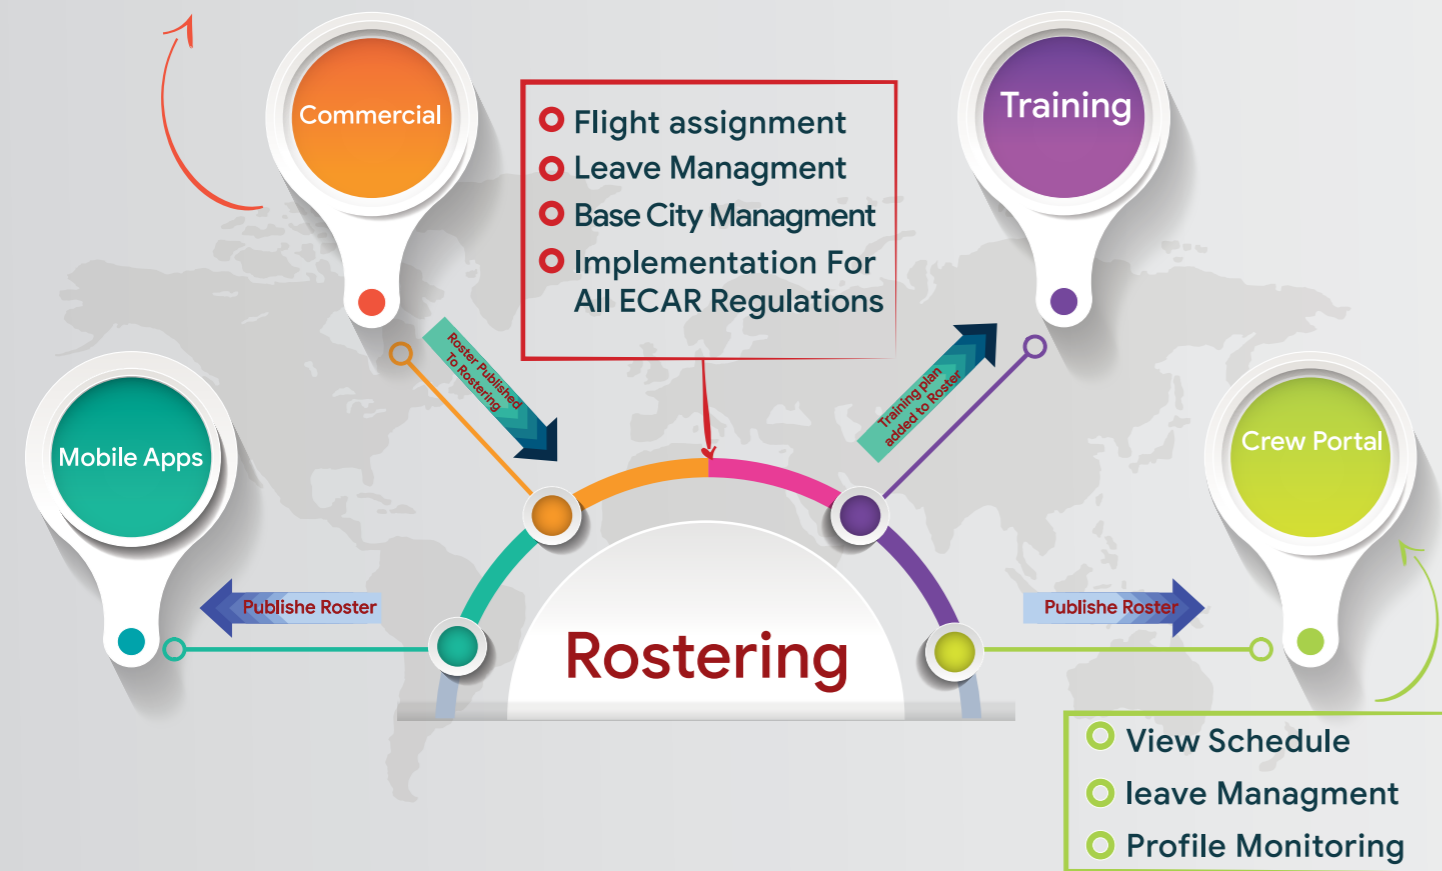 Commercial
Flight assignment
Leave Managment
Base City Managment
Implementation For
All ECAR Regulations
Training
Roster Published
To Rostering
Training plan
added to Roster
Mobile Apps
Crew Portal
Publishe Roster
Publishe Roster
Rostering
View Schedule
leave Managment
Profile Monitoring